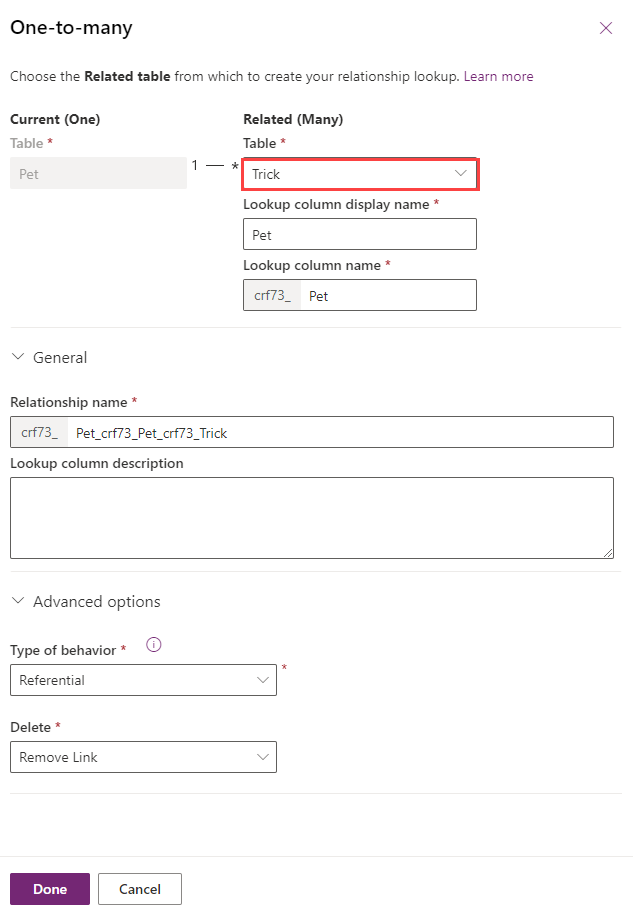 One-to-many
Choose the Related table from which to create your relationship lookup. Learn more
Current (One)
Table *
Pet
1 — *
Related (Many)
Table *
Trick
Lookup column display name *
Pet
Lookup column name *
crf73_ Pet
General
Relationship name *
crf73_ Pet_crf73_Pet_crf73_Trick
Lookup column description
Advanced options
Type of behavior *
Referential *
Delete *
Remove Link
Done Cancel